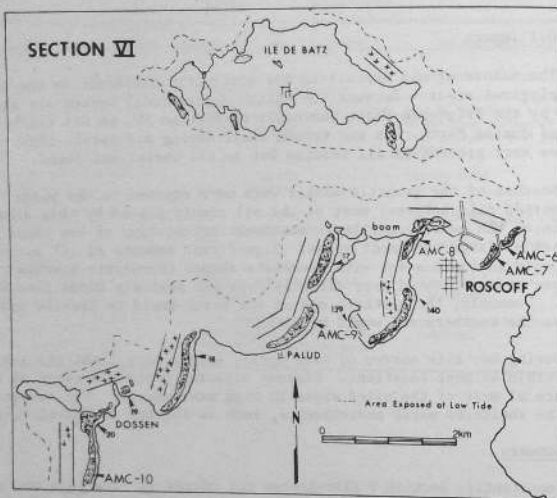 SECTION VI
ILE DE BATZ
boom
AMC-8
AMC-6
AMC-7
ROSCOFF
17
139
140
AMC-9
PALUD
18
19
DOSSEN
20
AMC-10
N
Area Exposed at Low Tide
0
2km